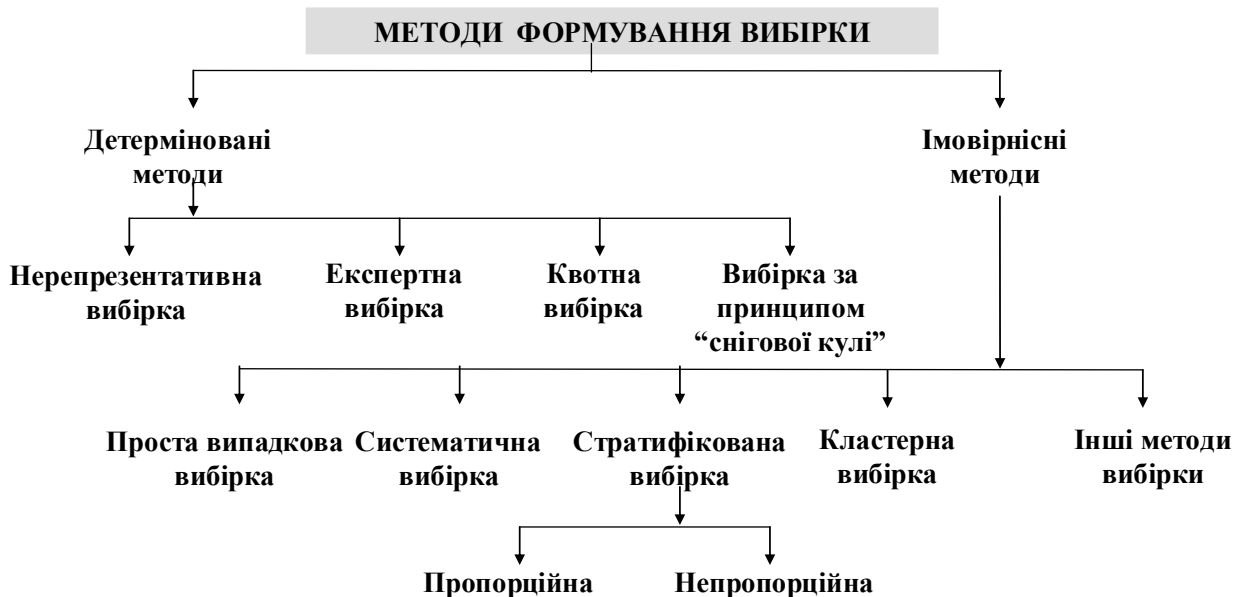 МЕТОДИ ФОРМУВАННЯ ВИБІРКИ
Детерміновані
методи
Імовірнісні
методи
Нерепрезентативна
вибірка
Експертна
вибірка
Квотна
вибірка
Вибірка за
принципом
“снігової кулі”
Проста випадкова
вибірка
Систематична
вибірка
Стратифікована
вибірка
Кластерна
вибірка
Інші методи
вибірки
Пропорційна
Непропорційна